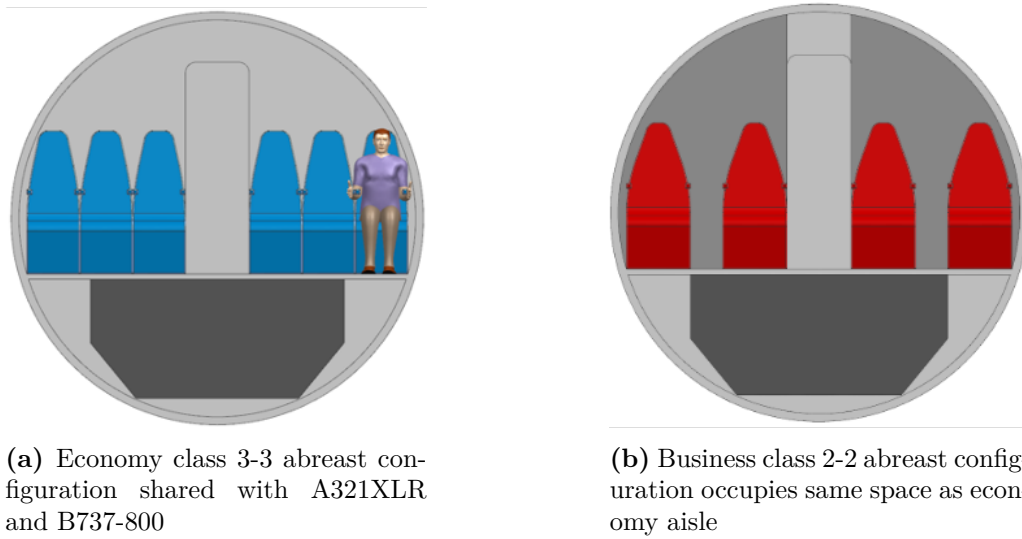 (a) Economy class 3-3 abreast con-
figuration shared with A321XLR
and B737-800
(b) Business class 2-2 abreast config
uration occupies same space as econ
omy aisle